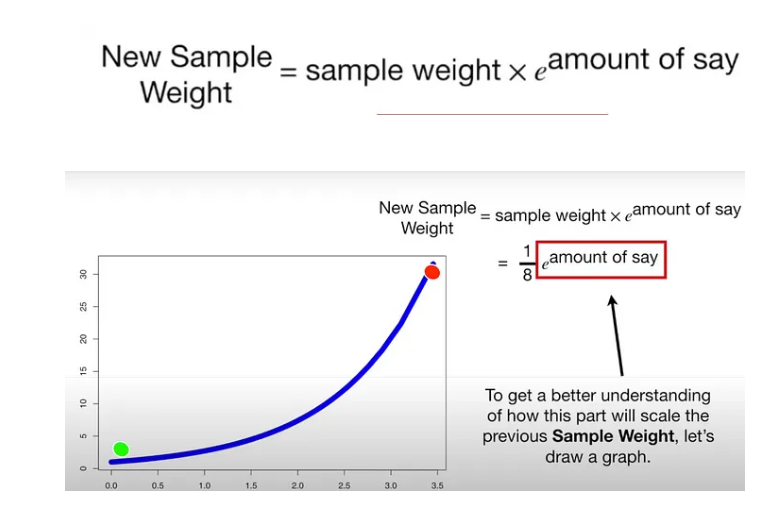 New Sample
Weight
= sample weight × e^amount of say
New Sample
Weight
= sample weight × e^amount of say
= 1/8 e^amount of say
30
25
20
15
10
5
0
0.0 0.5 1.0 1.5 2.0 2.5 3.0 3.5
To get a better understanding
of how this part will scale the
previous Sample Weight, let's
draw a graph.